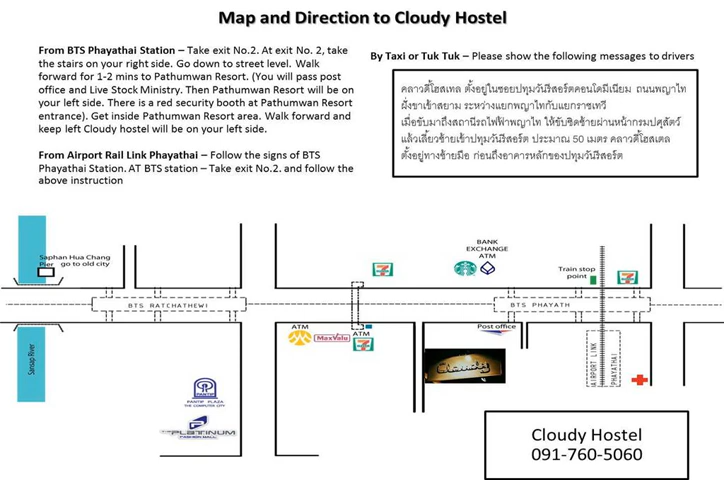 Map and Direction to Cloudy Hostel
From BTS Phayathai Station – Take exit No.2. At exit No. 2, take
the stairs on your right side. Go down to street level. Walk
forward for 1-2 mins to Pathumwan Resort. (You will pass post
office and Live Stock Ministry. Then Pathumwan Resort will be on
your left side. There is a red security booth at Pathumwan Resort
entrance). Get inside Pathumwan Resort area. Walk forward and
keep left Cloudy hostel will be on your left side.
From Airport Rail Link Phayathai – Follow the signs of BTS
Phayathai Station. AT BTS station – Take exit No.2. and follow the
above instruction
By Taxi or Tuk Tuk – Please show the following messages to drivers
คลาวดี้โฮสเทล ตั้งอยู่ในซอยปทุมวันรีสอร์ตคอนโดมีเนียม ถนนพญาไท
ฝั่งขาเข้าสยาม ระหว่างแยกพญาไทกับแยกราชเทวี
เมื่อขับมาถึงสถานีรถไฟฟ้าพญาไท ให้ขับชิดซ้ายผ่านหน้ากรมปศุสัตว์
แล้วเลี้ยวซ้ายเข้าปทุมวันรีสอร์ต ประมาณ 50 เมตร คลาวดี้โฮสเตล
ตั้งอยู่ทางซ้ายมือ ก่อนถึงอาคารหลักของปทุมวันรีสอร์ต
Saphan Hua Chang
Pier go to old city
BANK
EXCHANGE
ATM
7 ELEVEN
Train stop
point
7 ELEVEN
BTS RATCHATHEWI
BTS PHAYATH
Sansap River
ATM
MaxValu
ATM
7 ELEVEN
Post office
Cloudy
AIRPORT LINK
PHAYATHAI
PANTIP
PANTIP PLAZA
THE COMPUTER CITY
PLATINUM
FASHION MALL
Cloudy Hostel
091-760-5060